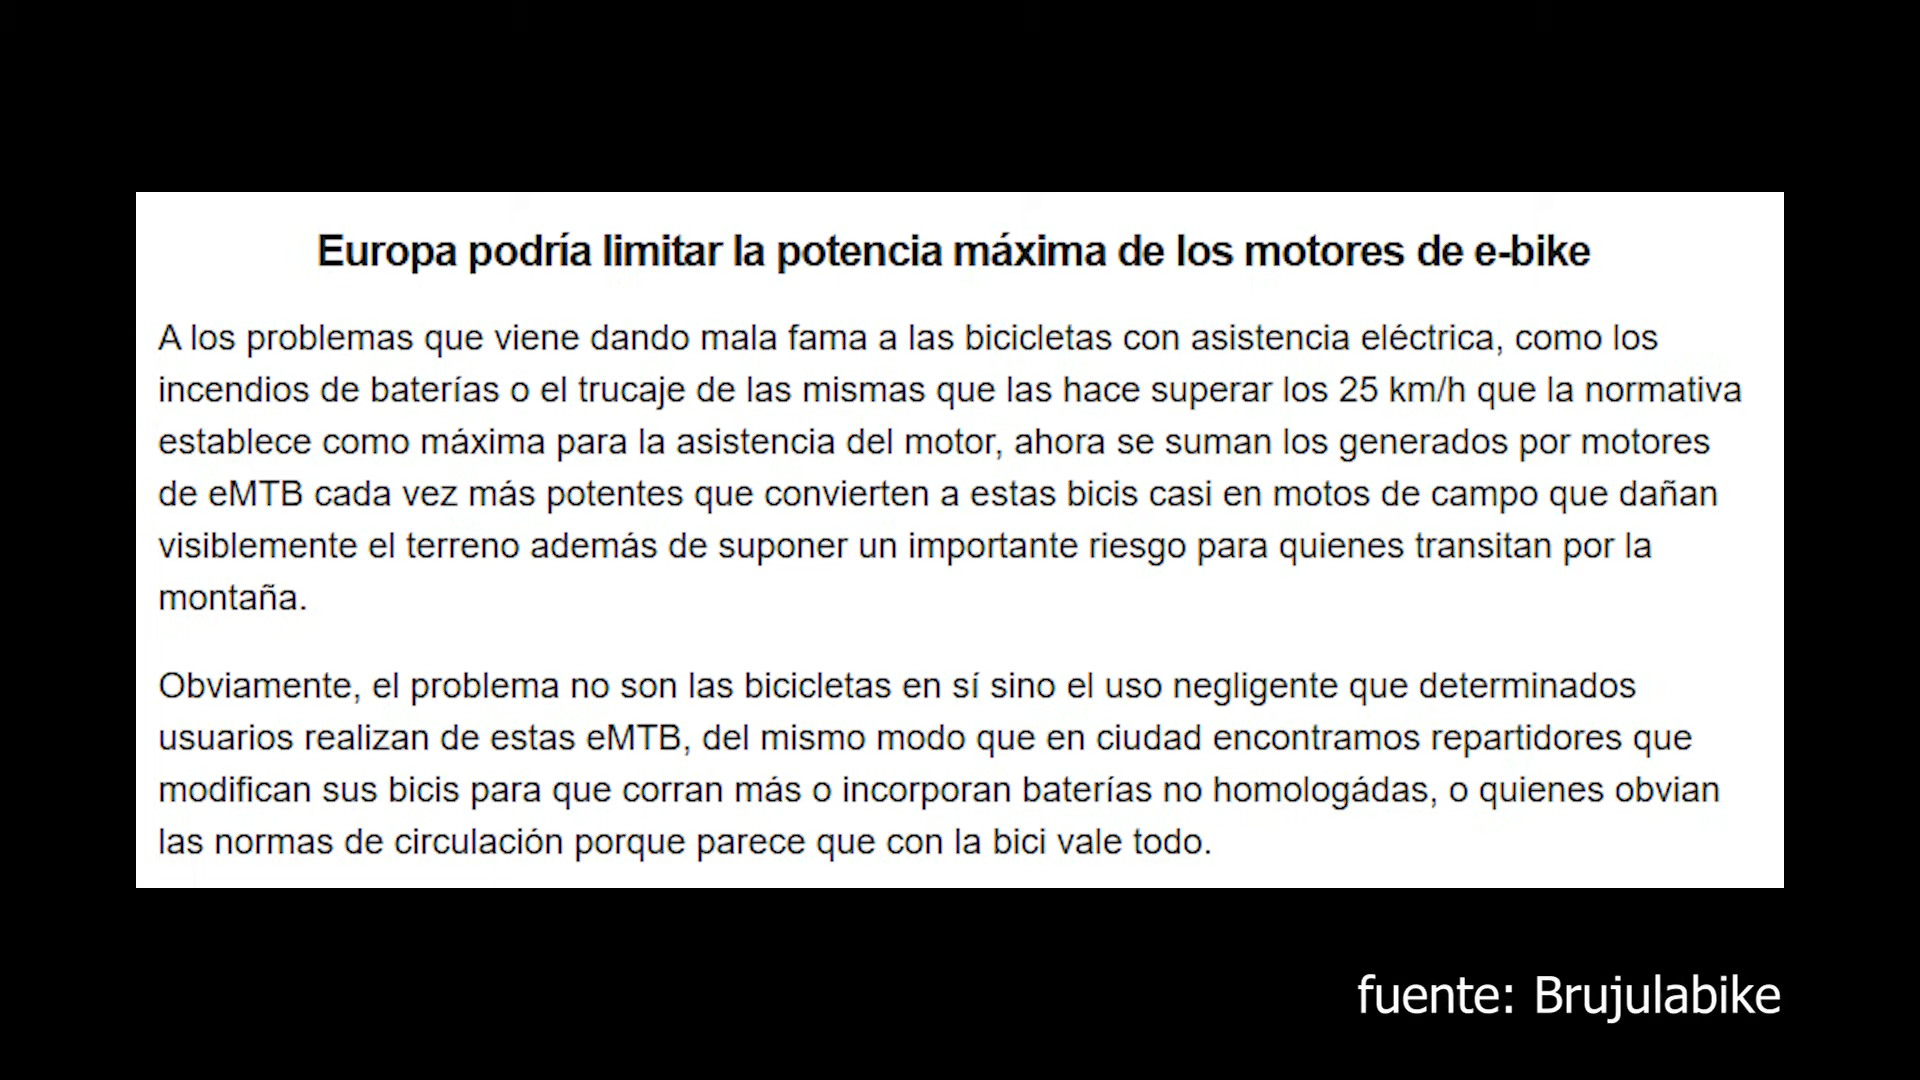 Europa podría limitar la potencia máxima de los motores de e-bike
A los problemas que viene dando mala fama a las bicicletas con asistencia eléctrica, como los
incendios de baterías o el trucaje de las mismas que las hace superar los 25 km/h que la normativa
establece como máxima para la asistencia del motor, ahora se suman los generados por motores
de eMTB cada vez más potentes que convierten a estas bicis casi en motos de campo que dañan
visiblemente el terreno además de suponer un importante riesgo para quienes transitan por la
montaña.
Obviamente, el problema no son las bicicletas en sí sino el uso negligente que determinados
usuarios realizan de estas eMTB, del mismo modo que en ciudad encontramos repartidores que
modifican sus bicis para que corran más o incorporan baterías no homologádas, o quienes obvian
las normas de circulación porque parece que con la bici vale todo.
fuente: Brujulabike